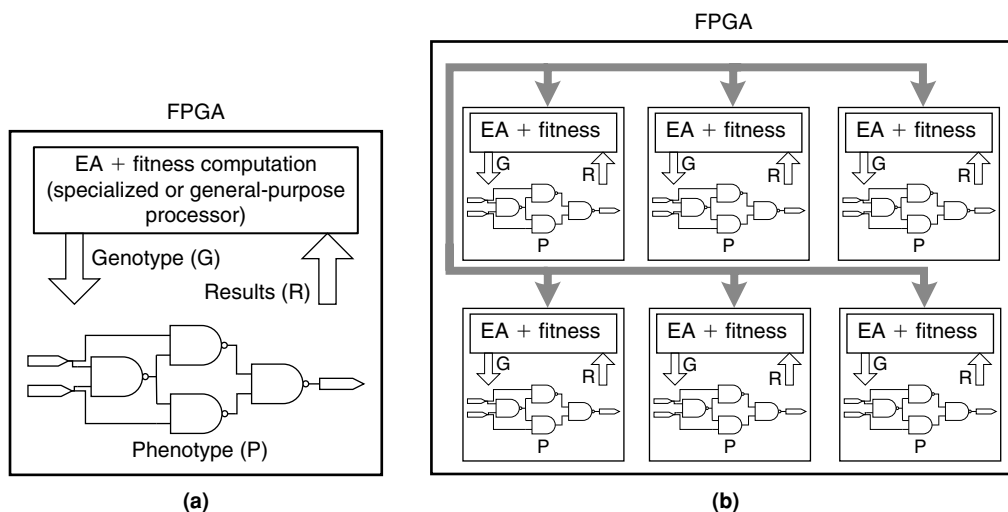 FPGA
EA + fitness computation
(specialized or general-purpose
processor)
Genotype (G)
Results (R)
Phenotype (P)
(a)
FPGA
EA + fitness
G
R
P
EA + fitness
G
R
P
EA + fitness
G
R
P
EA + fitness
G
R
P
EA + fitness
G
R
P
EA + fitness
G
R
P
(b)